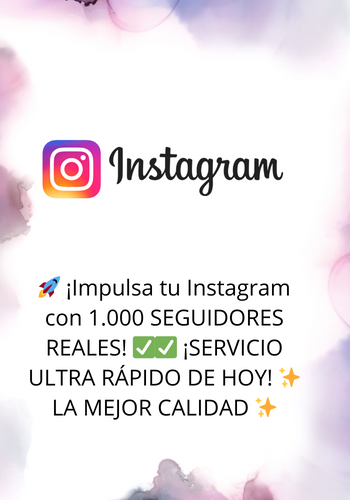 Instagram
🚀 ¡Impulsa tu Instagram
con 1.000 SEGUIDORES
REALES! ✅✅ ¡SERVICIO
ULTRA RÁPIDO DE HOY! ✨
LA MEJOR CALIDAD ✨